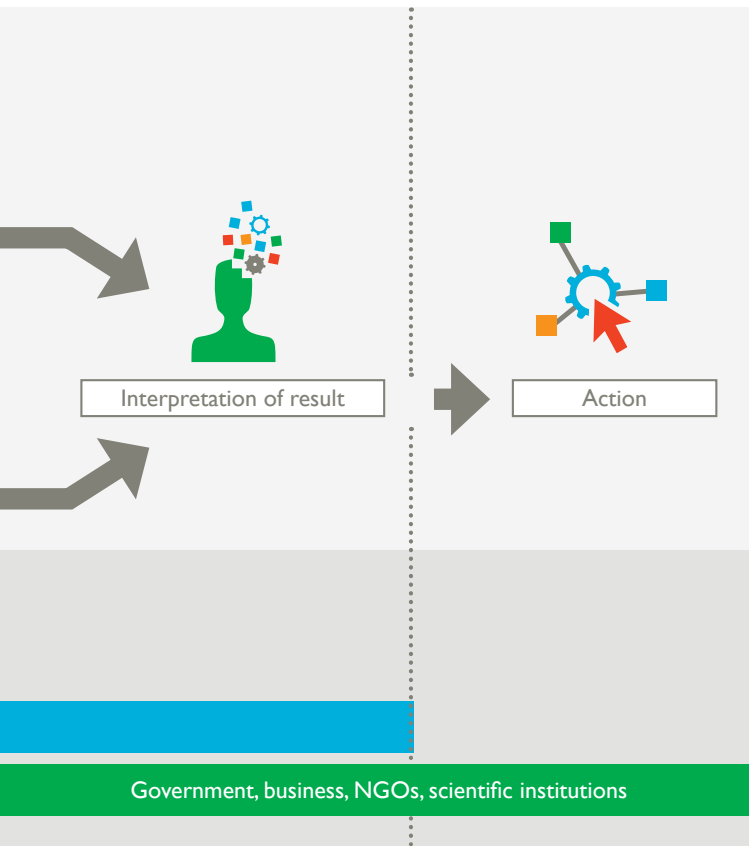 Interpretation of result
Action
Government, business, NGOs, scientific institutions